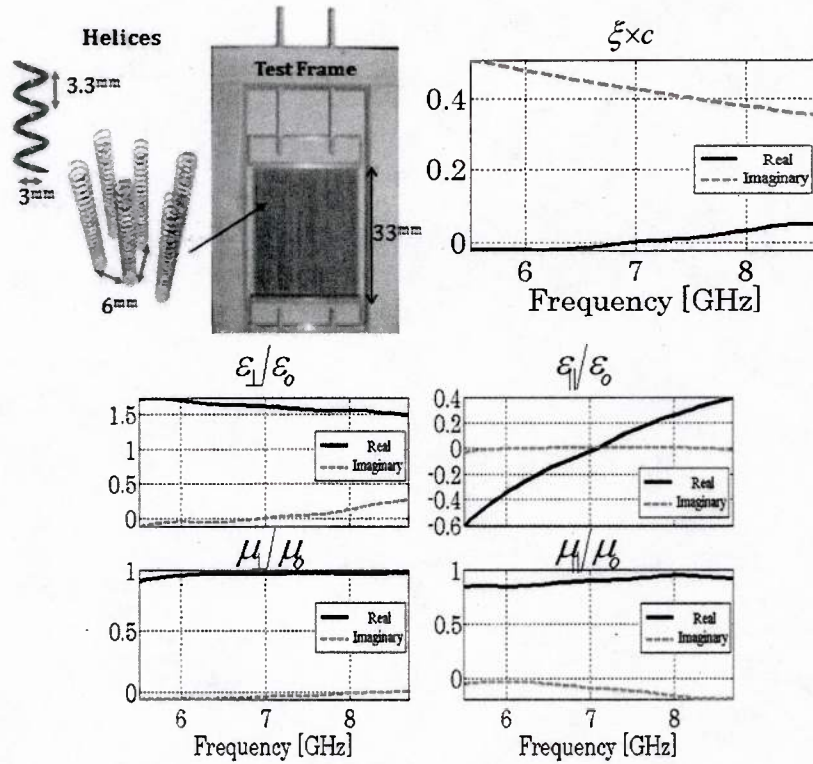 Helices
3.3mm
3mm
6mm
Test Frame
33mm
ξ×c
0.4
0.2
0
Real
Imaginary
6 7 8
Frequency [GHz]
ε⊥/εo
1.5
1
0.5
0
Real
Imaginary
ε||/εo
0.4
0.2
0
-0.2
-0.4
-0.6
Real
Imaginary
μ⊥/μo
1
0.5
0
Real
Imaginary
6 7 8
Frequency [GHz]
μ||/μo
1
0.5
0
Real
Imaginary
6 7 8
Frequency [GHz]